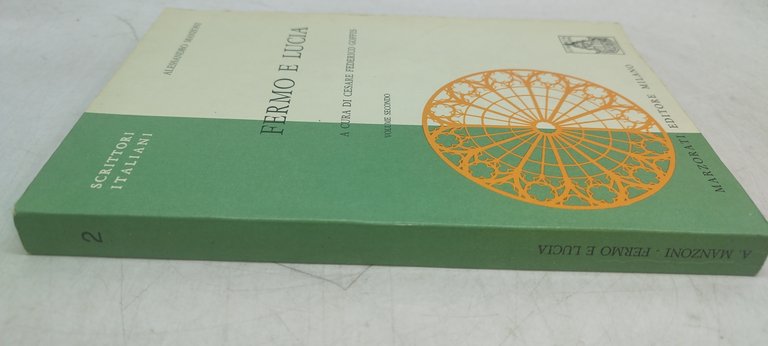 ALESSANDRO MANZONI
FERMO E LUCIA
A CURA DI CESARE FEDERICO GOFFIS
VOLUME SECONDO
SCRITTORI
ITALIANI
MARZORATI EDITORE MILANO
2
A. MANZONI - FERMO E LUCIA